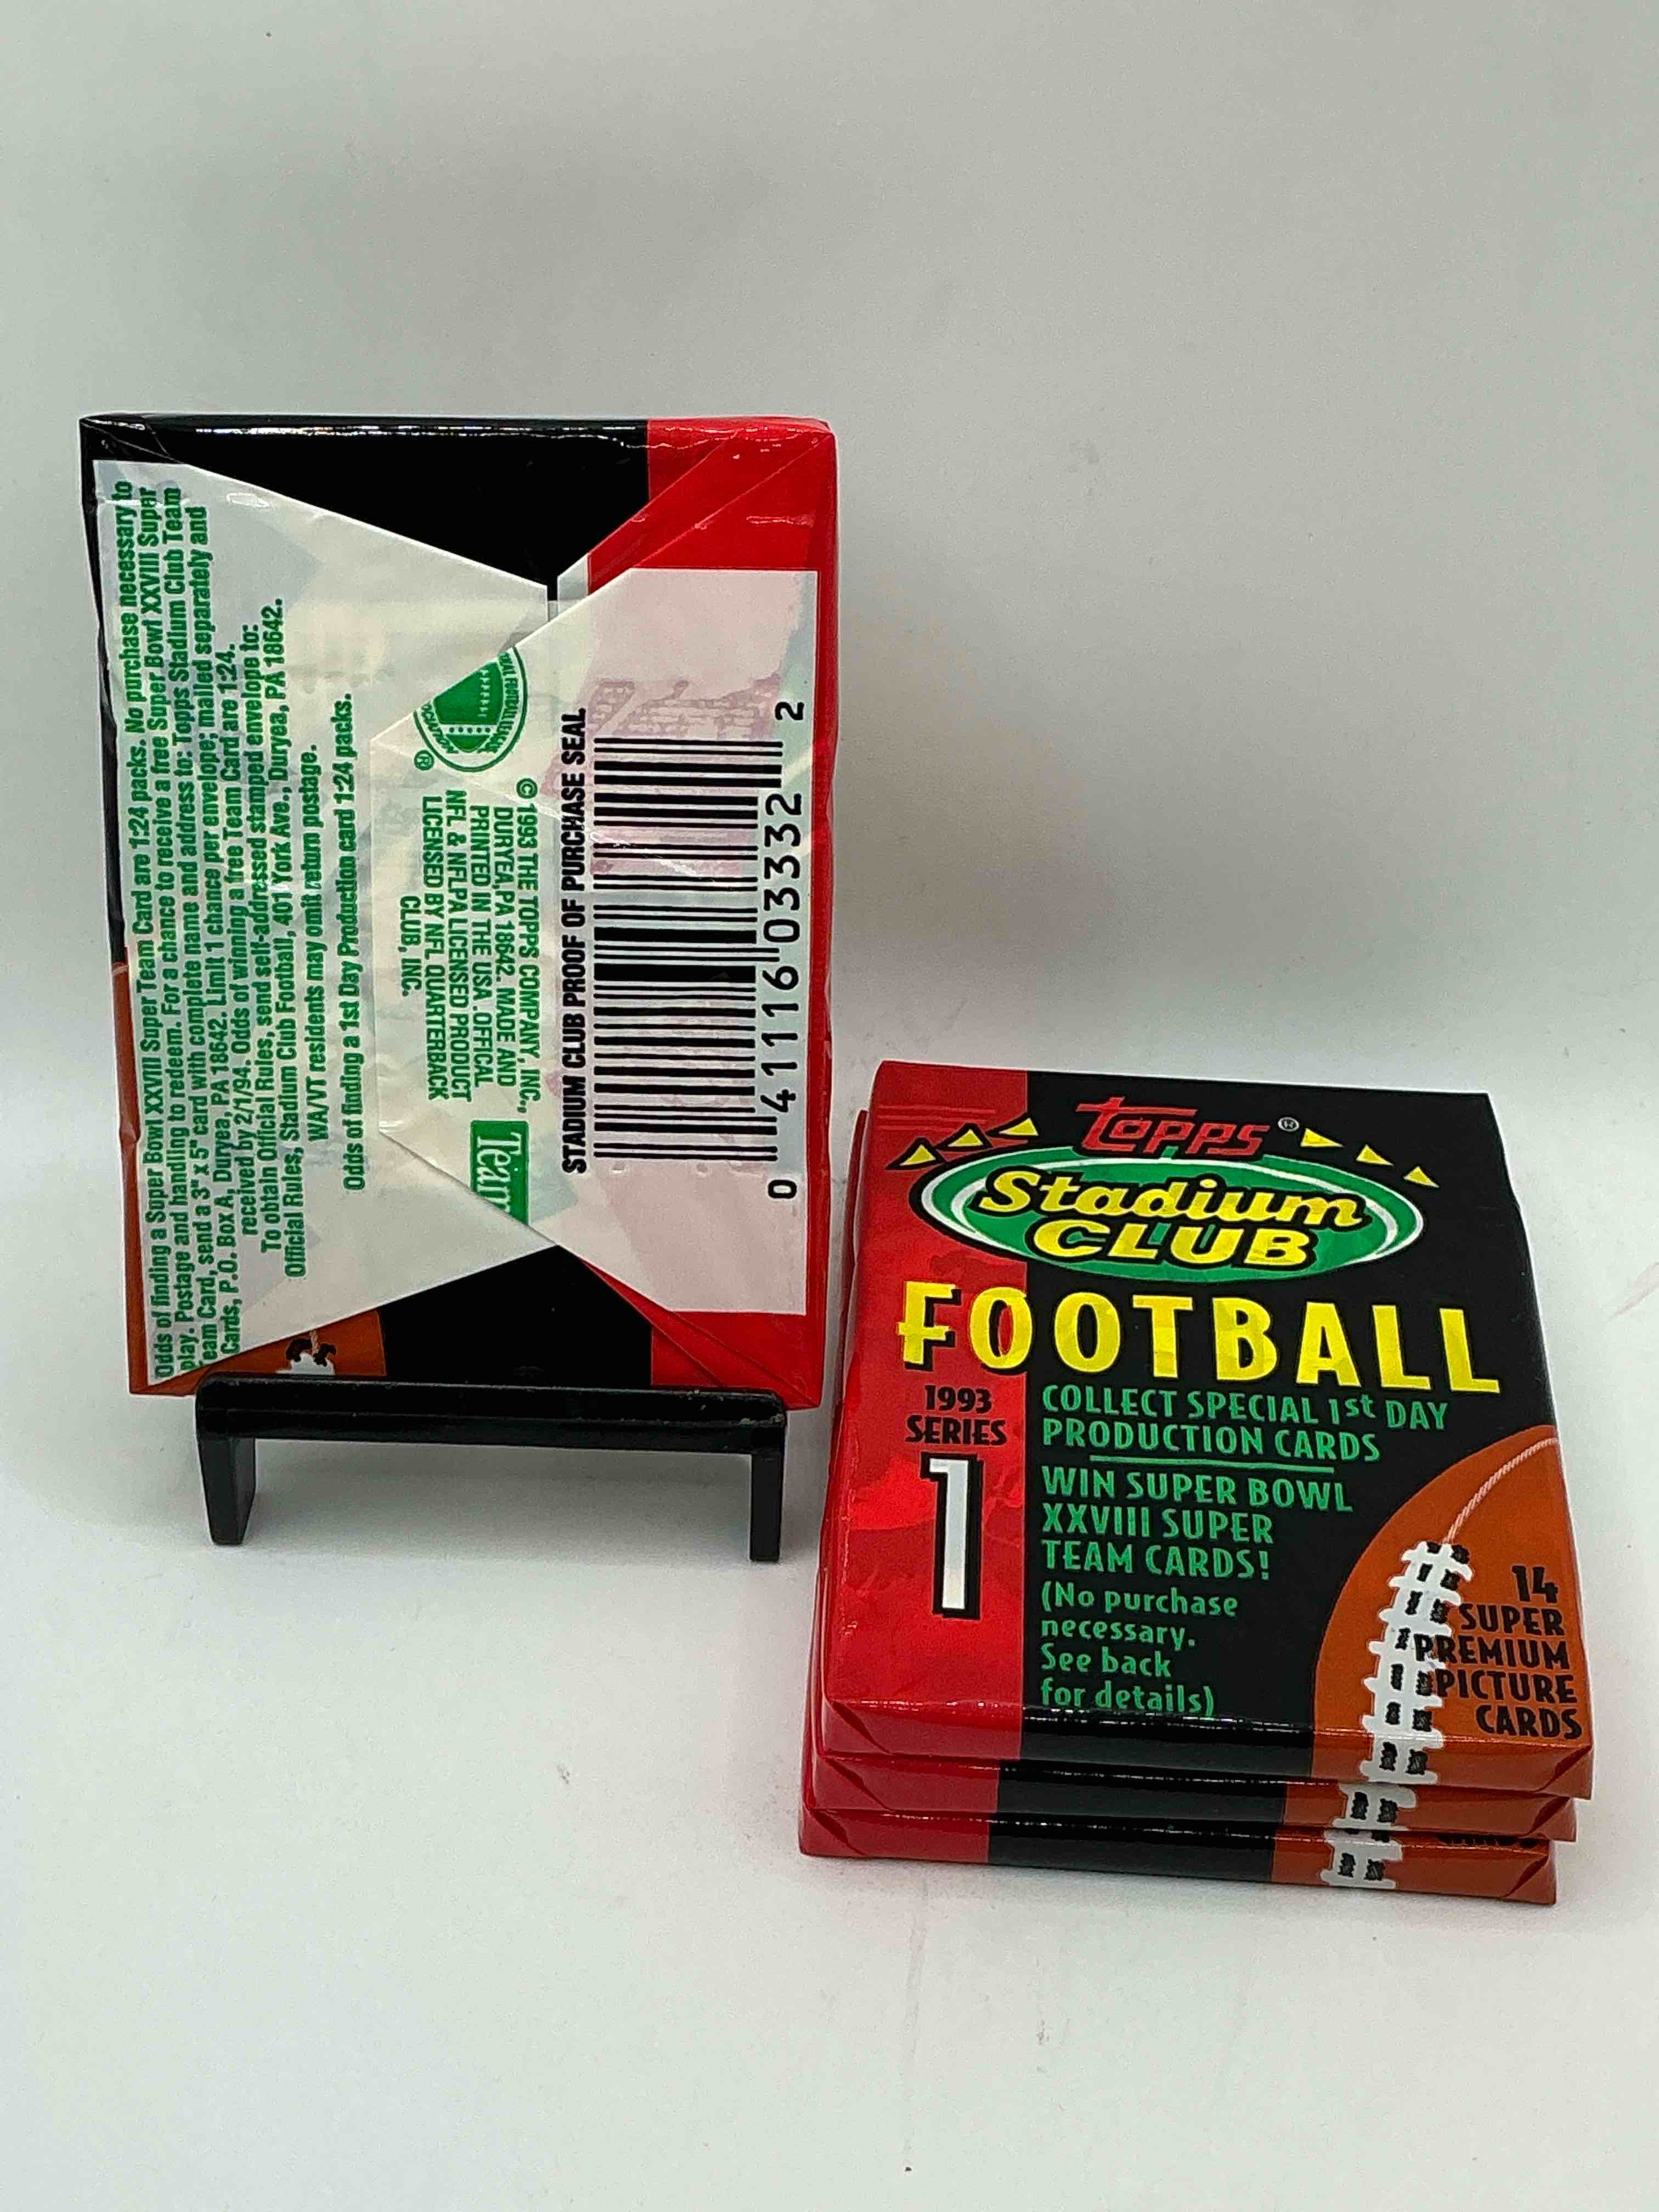 Odds of finding a Super Bowl XXVIII Super Team Card are 1:24 packs. No purchase necessary to
play. Postage and handling to redeem. For a chance to receive a free Super Bowl XXVIII Super
Team Card, send a 3" x 5" card with complete name and address to: Topps Stadium Club Team
Cards, P.O. Box A, Duryea, PA 18642. Limit 1 chance per envelope; mailed separately and
received by 2/1/94. Odds of winning a free Team Card are 1:24.
To obtain Official Rules, send self-addressed stamped envelope to:
Official Rules, Stadium Club Football, 401 York Ave., Duryea, PA 18642.
WA/VT residents may omit return postage.
Odds of finding a 1st Day Production card 1:24 packs.
®
© 1993 THE TOPPS COMPANY, INC.,
DURYEA, PA 18642. MADE AND
PRINTED IN THE USA. OFFICAL
NFL & NFLPA LICENSED PRODUCT
LICENSED BY NFL QUARTERBACK
CLUB, INC.
Team
STADIUM CLUB PROOF OF PURCHASE SEAL
0 41116 03332 2
Topps®
Stadium
CLUB
FOOTBALL
1993
SERIES
1
COLLECT SPECIAL 1st DAY
PRODUCTION CARDS
WIN SUPER BOWL
XXVIII SUPER
TEAM CARDS!
(No purchase
necessary.
See back
for details)
14
SUPER
PREMIUM
PICTURE
CARDS